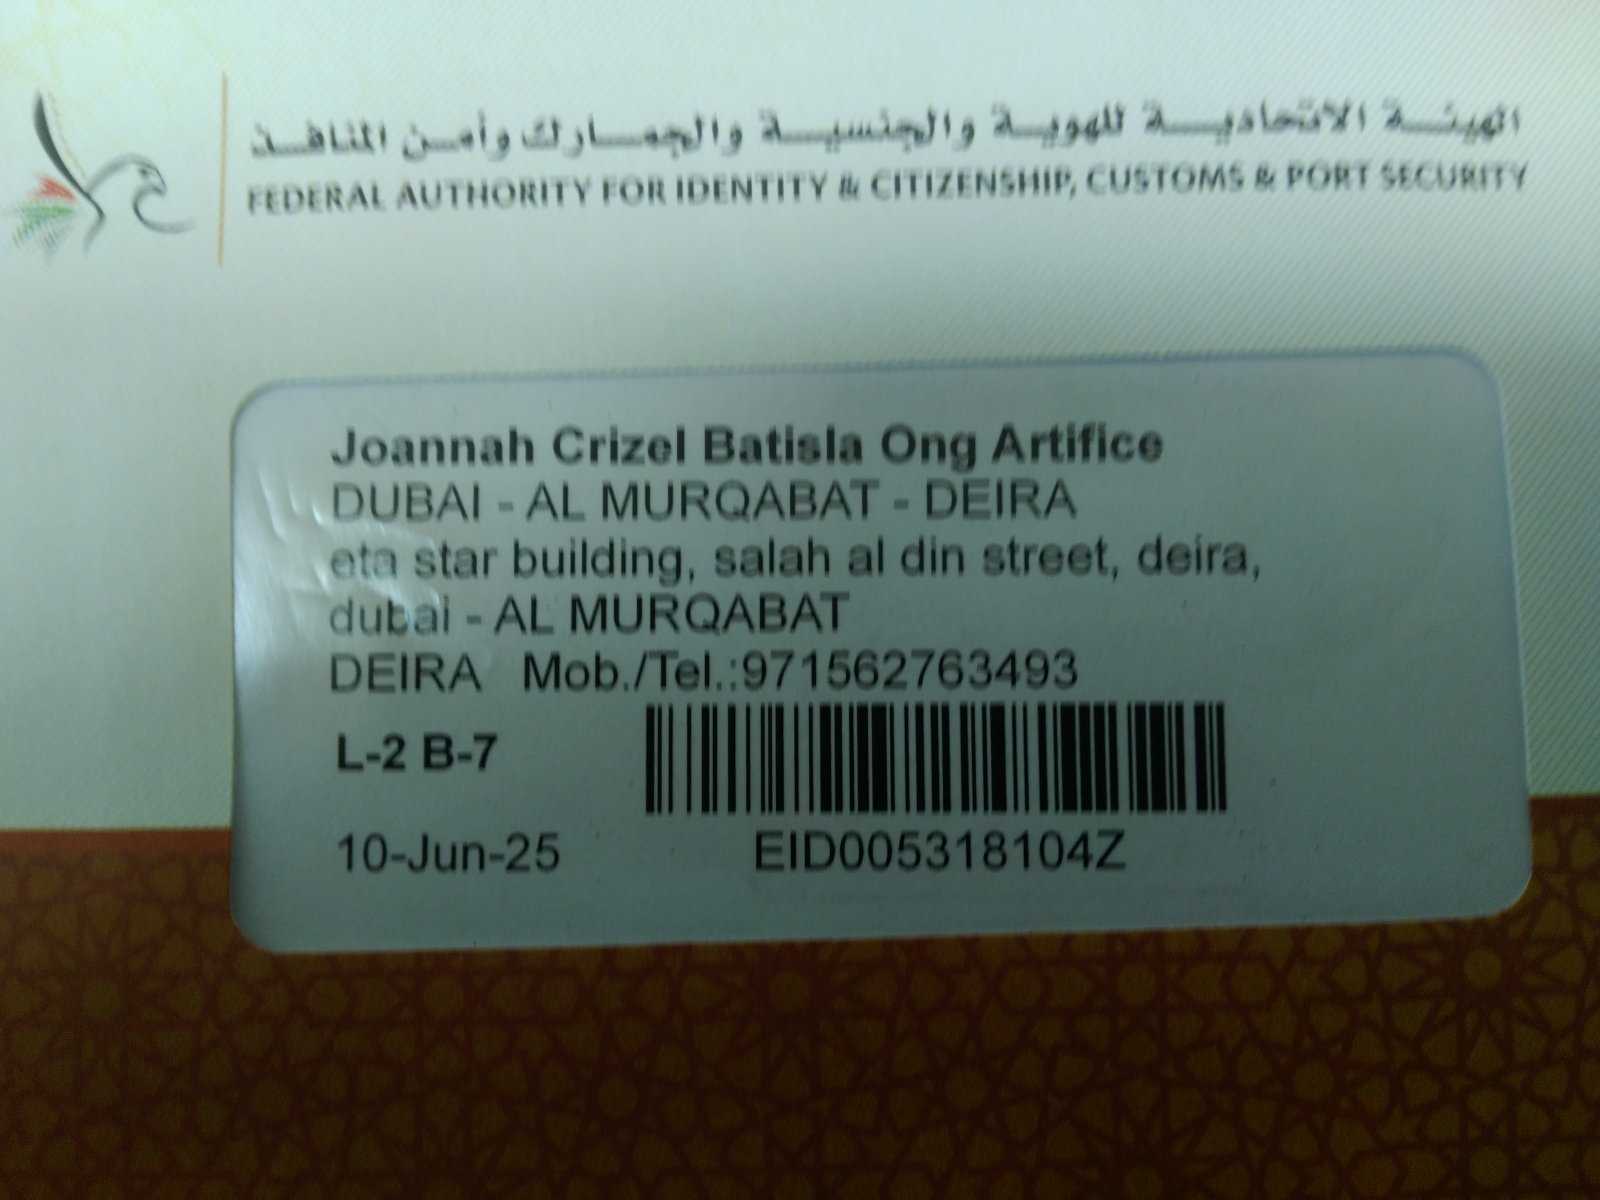 الهيئة الاتحادية للهوية والجنسية والجمارك وأمن المنافذ
FEDERAL AUTHORITY FOR IDENTITY & CITIZENSHIP, CUSTOMS & PORT SECURITY
Joannah Crizel Batisla Ong Artifice
DUBAI - AL MURQABAT - DEIRA
eta star building, salah al din street, deira,
dubai - AL MURQABAT
DEIRA Mob./Tel.:971562763493
L-2 B-7
10-Jun-25 EID005318104Z